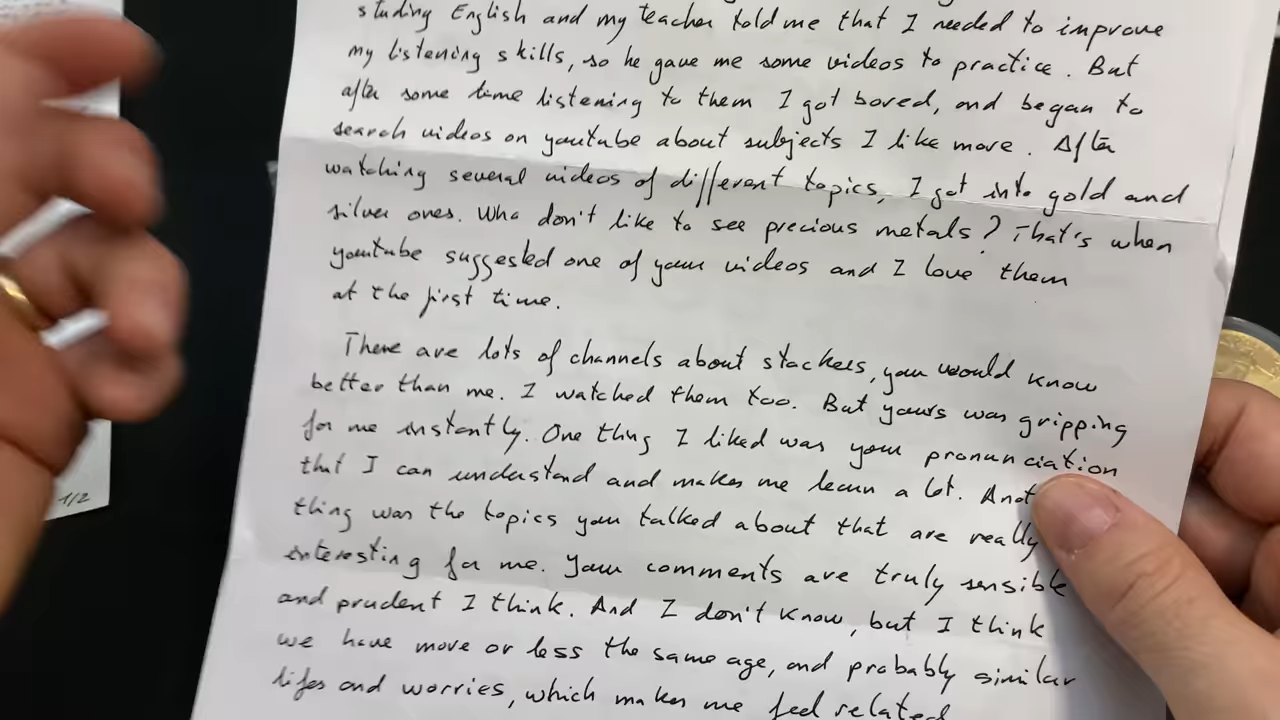 studing English and my teacher told me that I needed to improve
my listening skills, so he gave me some videos to practice. But
after some time listening to them I got bored, and began to
search videos on youtube about subjects I like more. After
watching several videos of different topics, I got into gold and
silver ones. Who don't like to see precious metals? That's when
youtube suggested one of your videos and I love them
at the first time.
There are lots of channels about stackers, you would know
better than me. I watched them too. But yours was gripping
for me instantly. One thing I liked was your pronunciation
that I can understand and makes me learn a lot. Anot
thing was the topics you talked about that are really
interesting for me. Your comments are truly sensible
and prudent I think. And I don't know, but I think
we have more or less the same age, and probably similar
lifes and worries, which makes me feel related
1/2